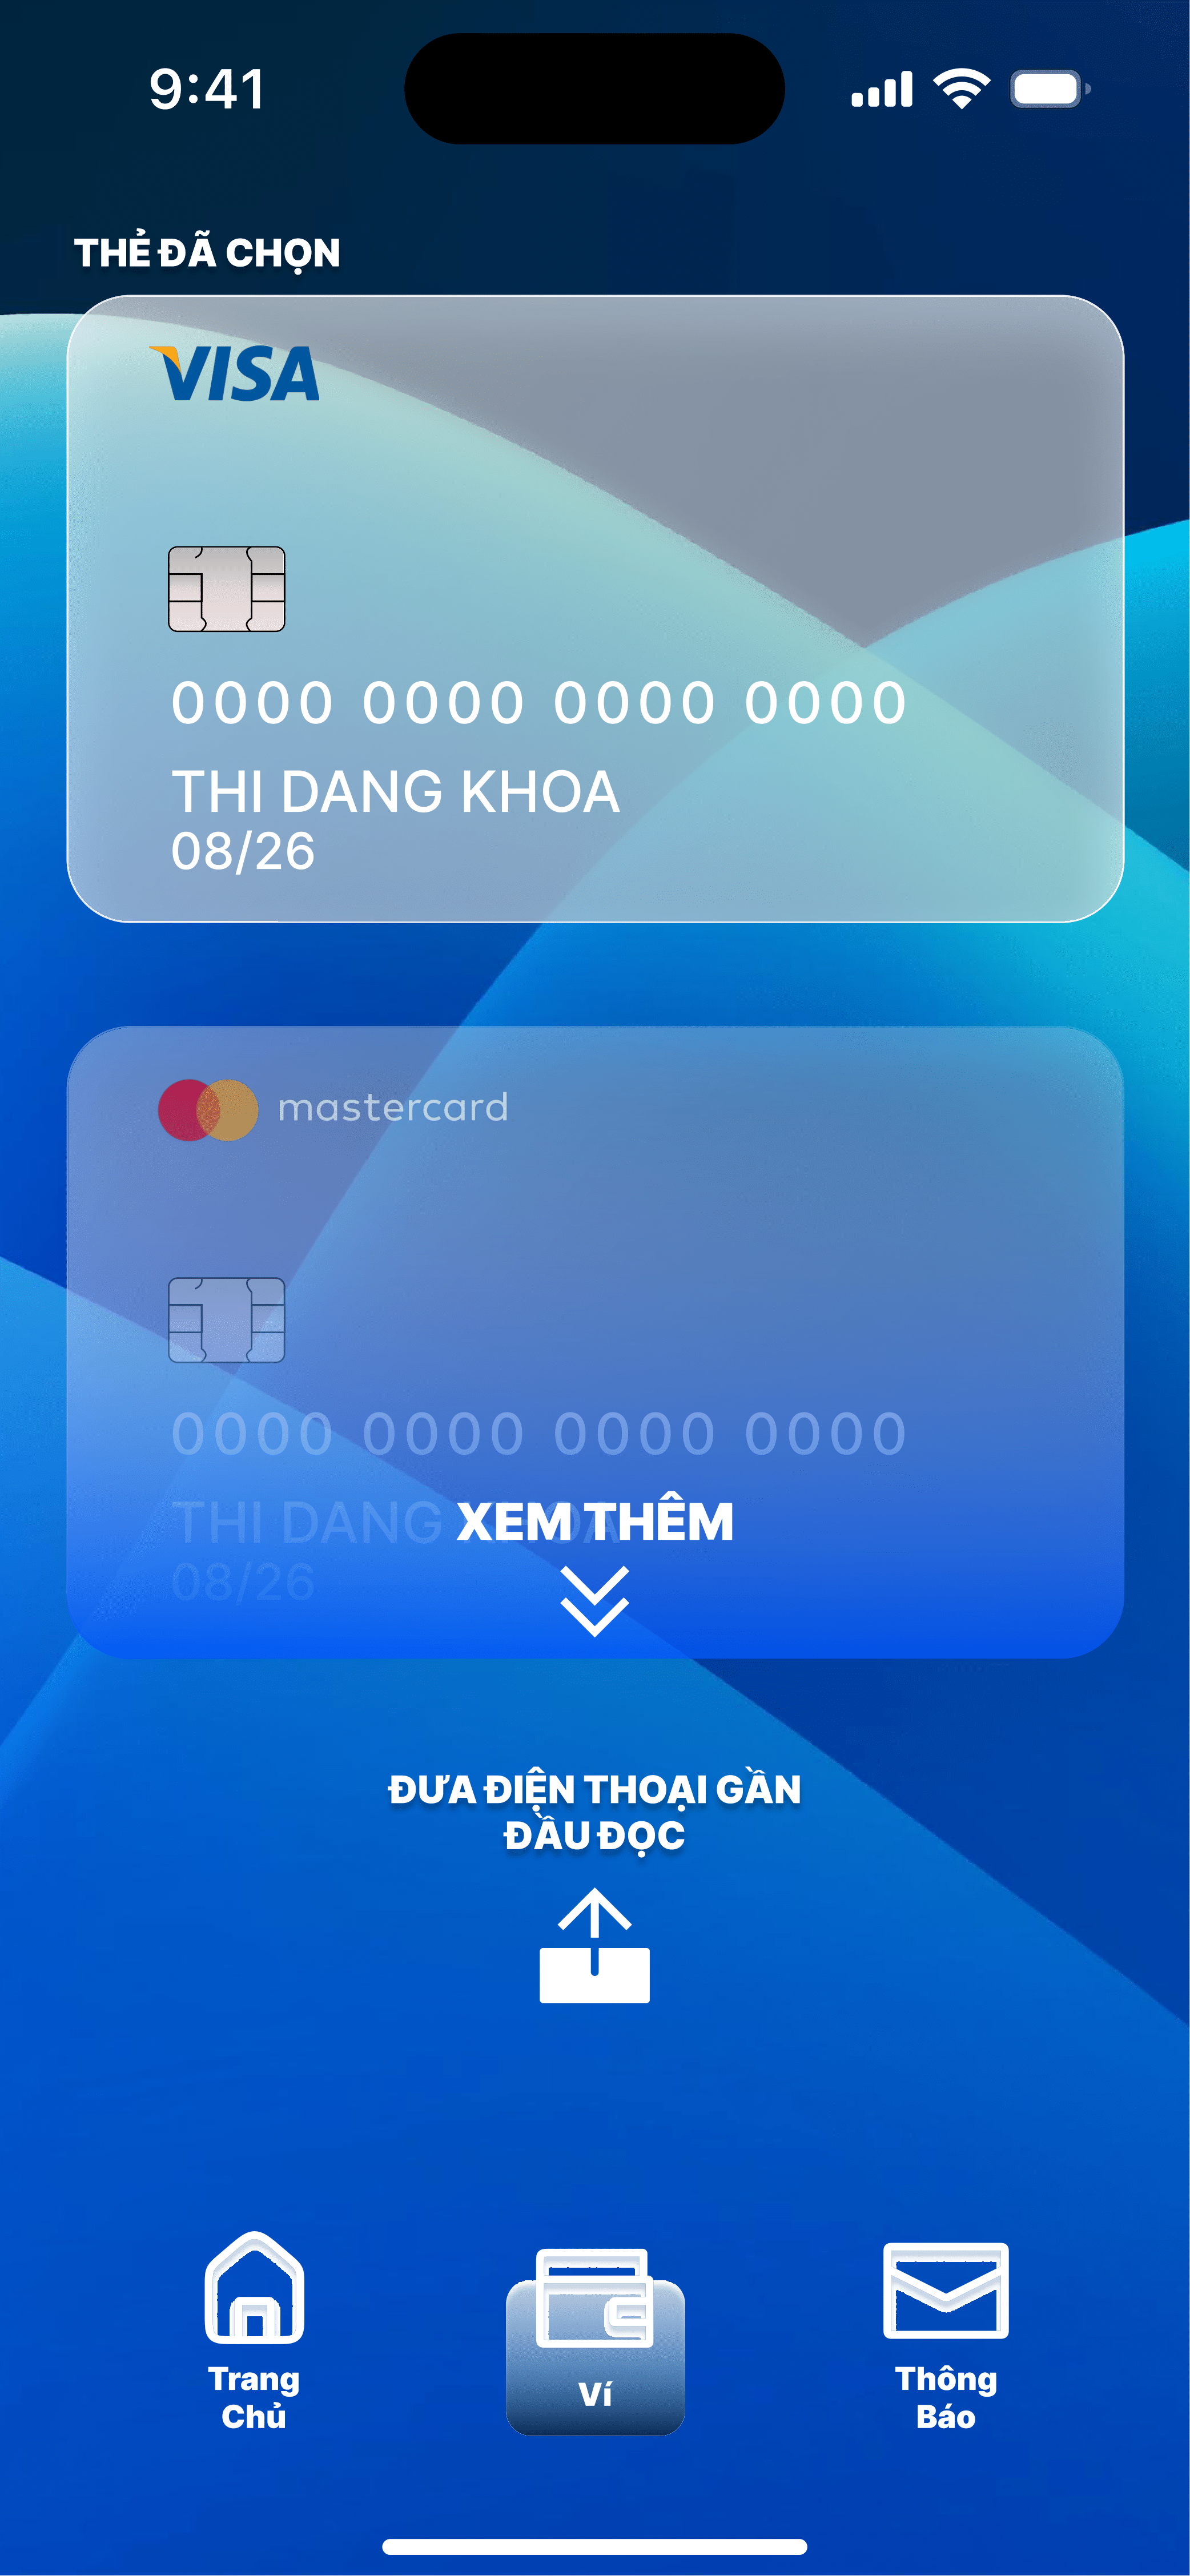 9:41
THẺ ĐÃ CHỌN
VISA
0000 0000 0000 0000
THI DANG KHOA
08/26
mastercard
0000 0000 0000 0000
THI DANG KHOA
XEM THÊM
08/26
ĐƯA ĐIỆN THOẠI GẦN
ĐẦU ĐỌC
Trang
Chủ
Ví
Thông
Báo